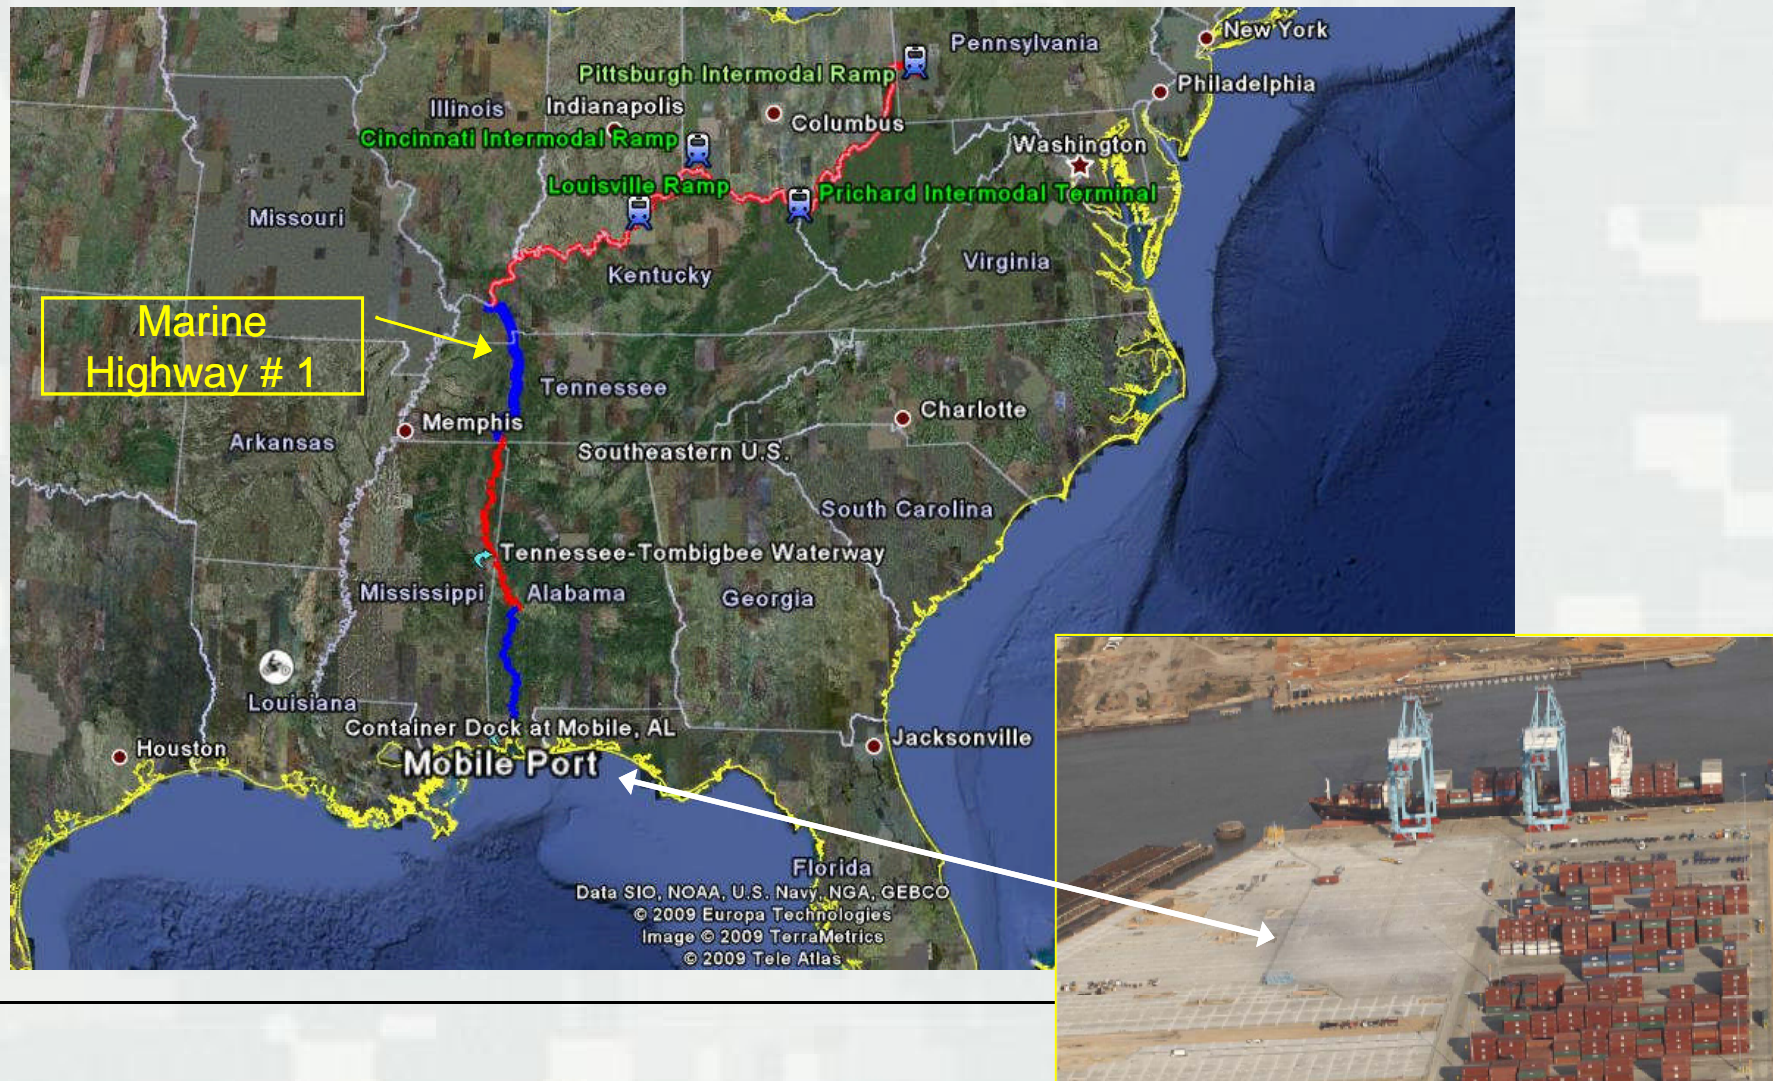 New York
Pennsylvania
Pittsburgh Intermodal Ramp
Philadelphia
Illinois
Indianapolis
Columbus
Cincinnati Intermodal Ramp
Washington
Louisville Ramp
Prichard Intermodal Terminal
Missouri
Kentucky
Virginia
Marine
Highway # 1
Tennessee
Memphis
Charlotte
Arkansas
Southeastern U.S.
South Carolina
Tennessee-Tombigbee Waterway
Mississippi
Alabama
Georgia
Louisiana
Container Dock at Mobile, AL
Houston
Mobile Port
Jacksonville
Florida
Data SIO, NOAA, U.S. Navy, NGA, GEBCO
© 2009 Europa Technologies
Image © 2009 TerraMetrics
© 2009 Tele Atlas